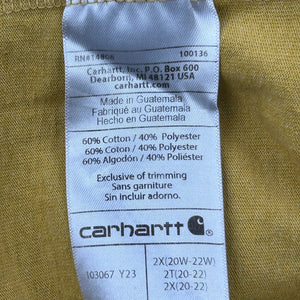 RN#14806 100136
Carhartt, Inc. P.O. Box 600
Dearborn, MI 48121 USA
carhartt.com
Made in Guatemala
Fabriqué au Guatemala
Hecho en Guatemala
60% Cotton / 40% Polyester
60% Coton / 40% Polyester
60% Algodón / 40% Poliéster
Exclusive of trimming
Sans garniture
Sin incluir adorno.
carhartt
103067 Y23
2X(20W-22W)
2T(20-22)
2X(20-22)